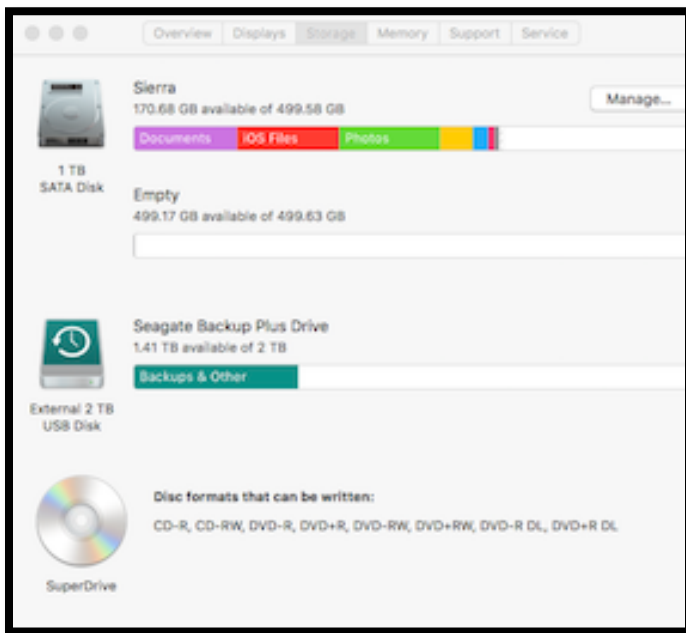 Overview Displays Storage Memory Support Service
Sierra
170.68 GB available of 499.58 GB
Manage...
Documents iOS Files Photos
1 TB
SATA Disk
Empty
499.17 GB available of 499.63 GB
Seagate Backup Plus Drive
1.41 TB available of 2 TB
Backups & Other
External 2 TB
USB Disk
Disc formats that can be written:
CD-R, CD-RW, DVD-R, DVD+R, DVD-RW, DVD+RW, DVD-R DL, DVD+R DL
SuperDrive